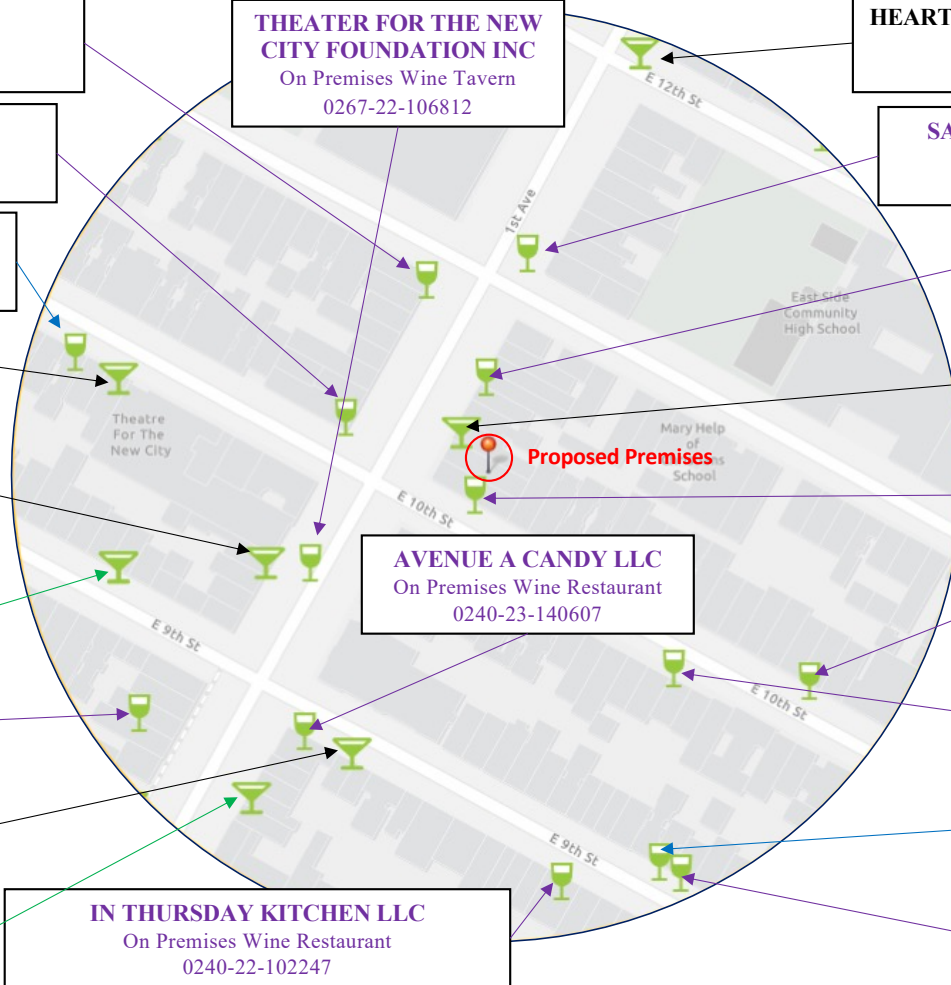 THEATER FOR THE NEW
CITY FOUNDATION INC
On Premises Wine Tavern
0267-22-106812
HEART
E 12th St
SA
1st Ave
East Side
Community
High School
Theatre
For The
New City
Mary Help
of
School
Proposed Premises
E 10th St
AVENUE A CANDY LLC
On Premises Wine Restaurant
0240-23-140607
E 9th St
E 10th St
E 9th St
IN THURSDAY KITCHEN LLC
On Premises Wine Restaurant
0240-22-102247